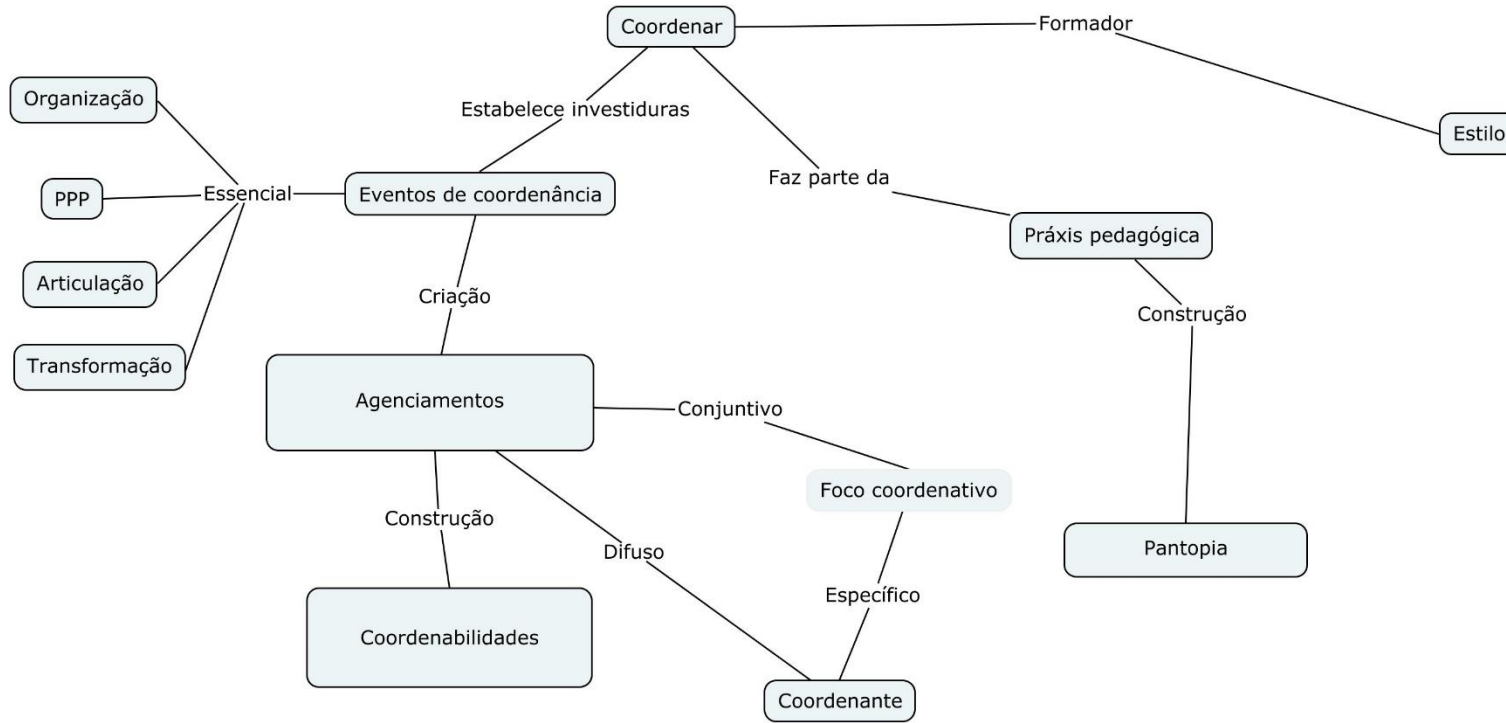 Coordenar
Formador
Organização
Estabelece investiduras
Estilo
Faz parte da
PPP
Essencial
Eventos de coordenância
Práxis pedagógica
Articulação
Criação
Construção
Transformação
Agenciamentos
Conjuntivo
Foco coordenativo
Construção
Difuso
Pantopia
Específico
Coordenabilidades
Coordenante